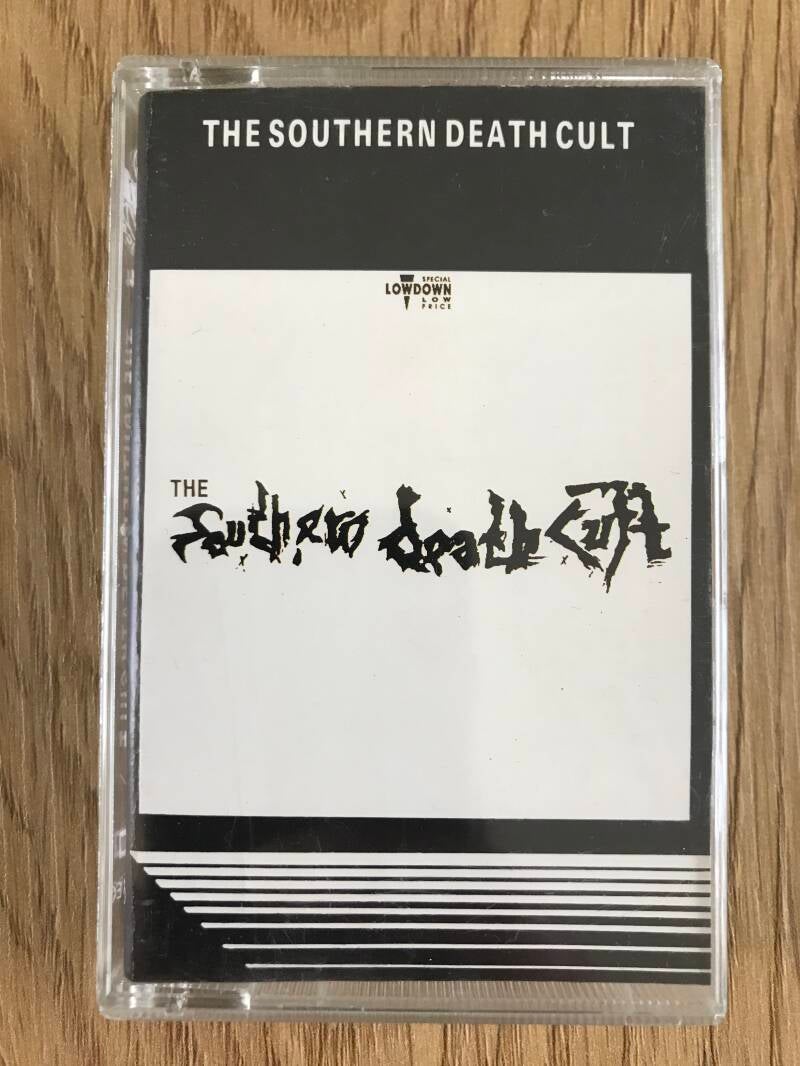 THE SOUTHERN DEATH CULT
SPECIAL
LOWDOWN
LOW
PRICE
THE
Southern death Cult